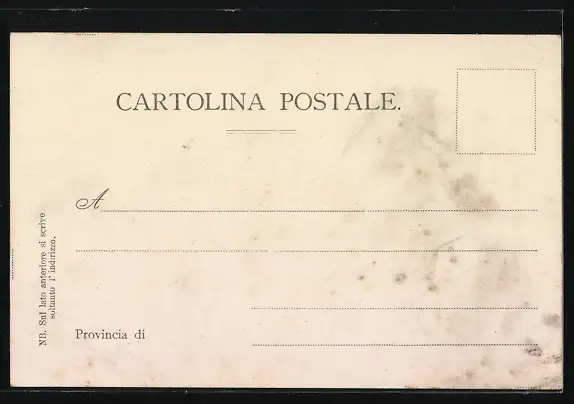 CARTOLINA POSTALE.
A
Provincia di
NB. Sul lato anteriore si scrive
soltanto l' indirizzo.